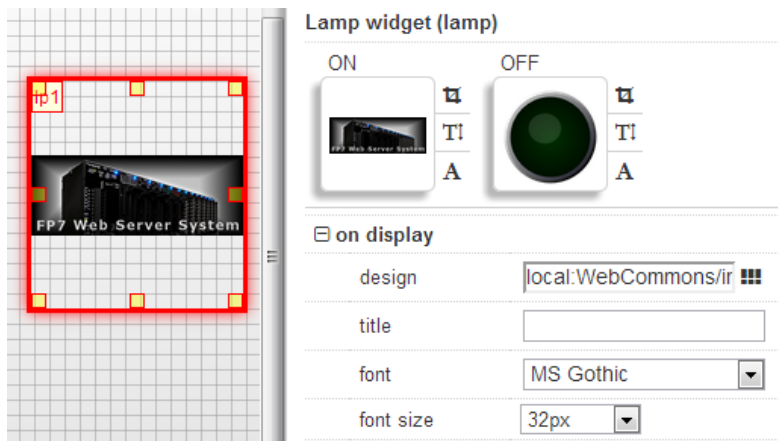 Lamp widget (lamp)
ON
OFF
lp1
FP7 Web Server System
FP7 Web Server System
T
A
T
A
on display
design
local:WebCommons/ir
title
font
MS Gothic
font size
32px